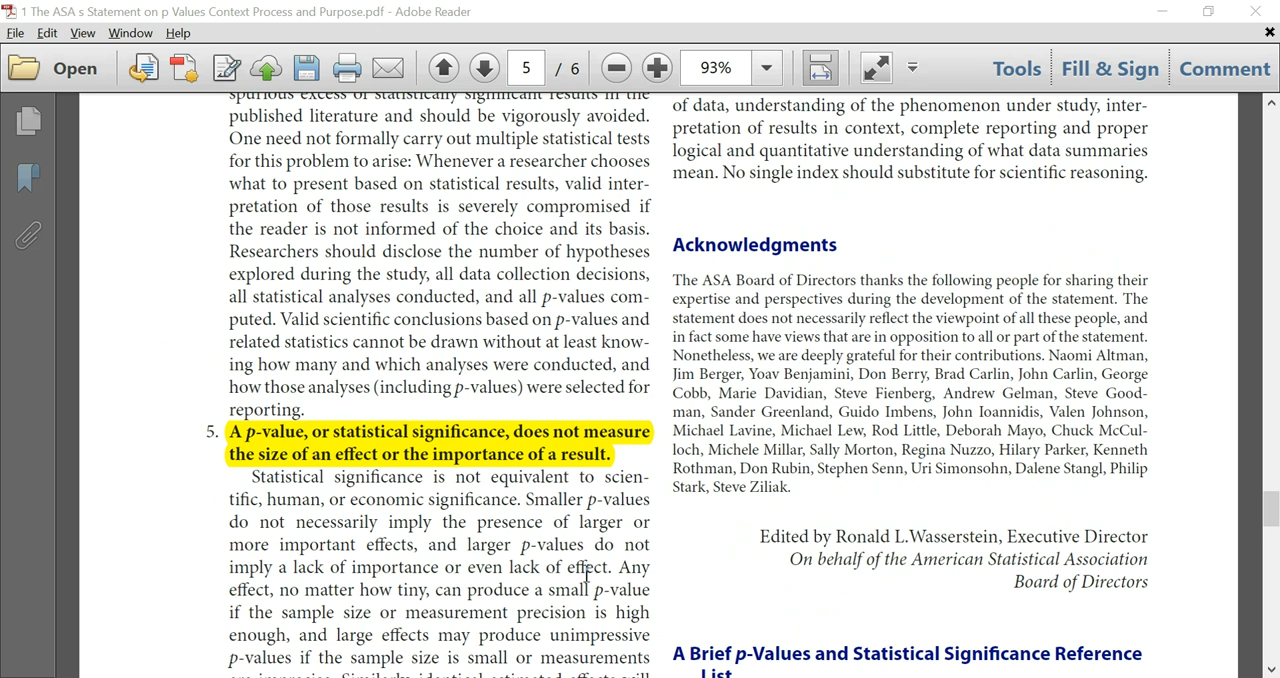 1 The ASA s Statement on p Values Context Process and Purpose.pdf - Adobe Reader
File Edit View Window Help
Open 5 / 6 93% Tools Fill & Sign Comment
spurious excess of statistically significant results in the
published literature and should be vigorously avoided.
One need not formally carry out multiple statistical tests
for this problem to arise: Whenever a researcher chooses
what to present based on statistical results, valid inter-
pretation of those results is severely compromised if
the reader is not informed of the choice and its basis.
Researchers should disclose the number of hypotheses
explored during the study, all data collection decisions,
all statistical analyses conducted, and all p-values com-
puted. Valid scientific conclusions based on p-values and
related statistics cannot be drawn without at least know-
ing how many and which analyses were conducted, and
how those analyses (including p-values) were selected for
reporting.
5. A p-value, or statistical significance, does not measure
the size of an effect or the importance of a result.
Statistical significance is not equivalent to scien-
tific, human, or economic significance. Smaller p-values
do not necessarily imply the presence of larger or
more important effects, and larger p-values do not
imply a lack of importance or even lack of effect. Any
effect, no matter how tiny, can produce a small p-value
if the sample size or measurement precision is high
enough, and large effects may produce unimpressive
p-values if the sample size is small or measurements
are imprecise. Similarly, identical estimated effects will
of data, understanding of the phenomenon under study, inter-
pretation of results in context, complete reporting and proper
logical and quantitative understanding of what data summaries
mean. No single index should substitute for scientific reasoning.
Acknowledgments
The ASA Board of Directors thanks the following people for sharing their
expertise and perspectives during the development of the statement. The
statement does not necessarily reflect the viewpoint of all these people, and
in fact some have views that are in opposition to all or part of the statement.
Nonetheless, we are deeply grateful for their contributions. Naomi Altman,
Jim Berger, Yoav Benjamini, Don Berry, Brad Carlin, John Carlin, George
Cobb, Marie Davidian, Steve Fienberg, Andrew Gelman, Steve Good-
man, Sander Greenland, Guido Imbens, John Ioannidis, Valen Johnson,
Michael Lavine, Michael Lew, Rod Little, Deborah Mayo, Chuck McCul-
loch, Michele Millar, Sally Morton, Regina Nuzzo, Hilary Parker, Kenneth
Rothman, Don Rubin, Stephen Senn, Uri Simonsohn, Dalene Stangl, Philip
Stark, Steve Ziliak.
Edited by Ronald L.Wasserstein, Executive Director
On behalf of the American Statistical Association
Board of Directors
A Brief p-Values and Statistical Significance Reference
List